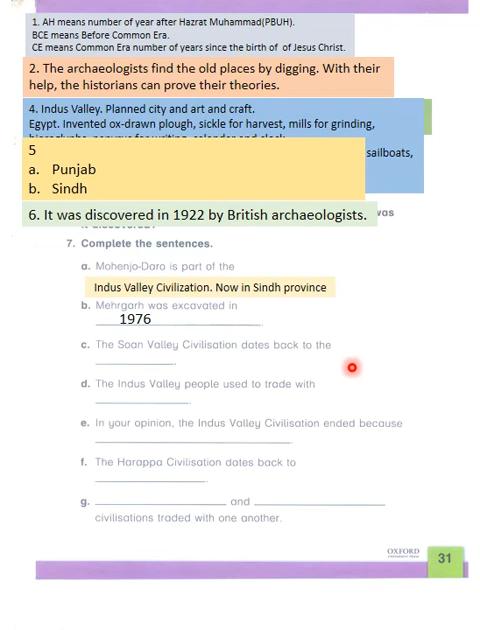 1. AH means number of year after Hazrat Muhammad(PBUH).
BCE means Before Common Era.
CE means Common Era number of years since the birth of of Jesus Christ.
2. The archaeologists find the old places by digging. With their
help, the historians can prove their theories.
4. Indus Valley. Planned city and art and craft.
Egypt. Invented ox-drawn plough, sickle for harvest, mills for grinding,
sailboats,
5
a. Punjab
b. Sindh
6. It was discovered in 1922 by British archaeologists. was
7. Complete the sentences.
a. Mohenjo-Daro is part of the
Indus Valley Civilization. Now in Sindh province
b. Mehrgarh was excavated in
1976
c. The Soan Valley Civilisation dates back to the
d. The Indus Valley people used to trade with
e. In your opinion, the Indus Valley Civilisation ended because
f. The Harappa Civilisation dates back to
g. and
civilisations traded with one another.
OXFORD
31